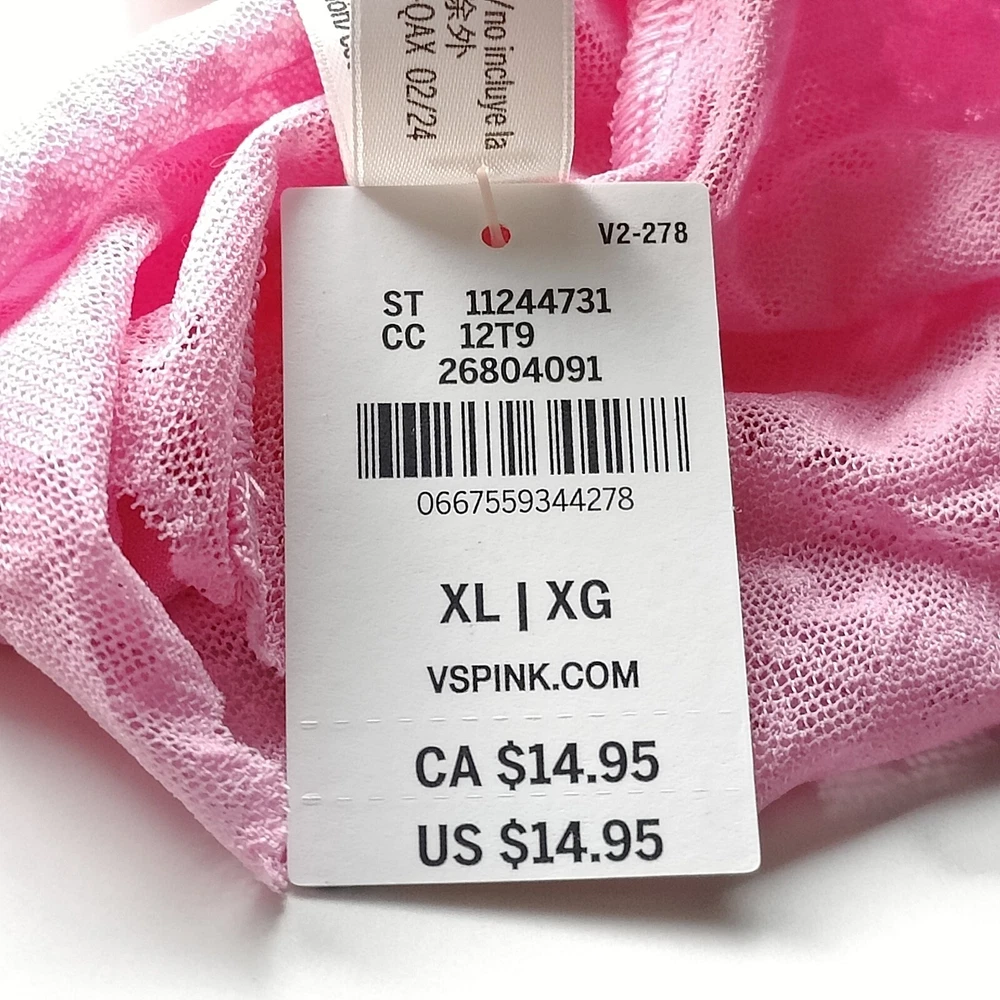 /no incluye la
除外
-QAX 02/24
V2-278
ST 11244731
CC 12T9
26804091
0667559344278
XL | XG
VSPINK.COM
CA $14.95
US $14.95